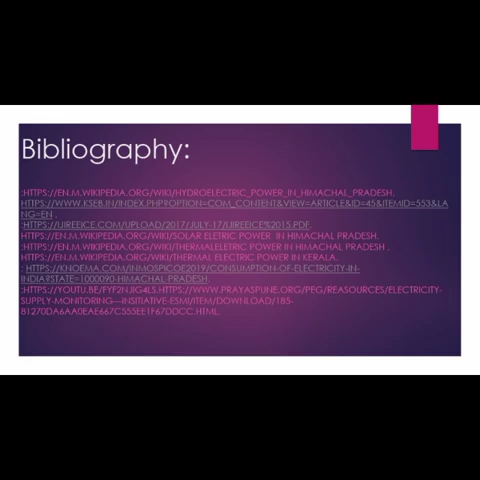 Bibliography:
:HTTPS://EN.M.WIKIPEDIA.ORG/WIKI/HYDROELECTRIC_POWER_IN_HIMACHAL_PRADESH.
HTTPS://WWW.KSEB.IN/INDEX.PHP?OPTION=COM_CONTENT&VIEW=ARTICLE&ID=45&ITEMID=553&LA
NG=EN .
:HTTPS://IJIREEICE.COM/UPLOAD/2017/JULY-17/IJIREEICE%2015.PDF.
HTTPS://EN.M.WIKIPEDIA.ORG/WIKI/SOLAR ELETRIC POWER IN HIMACHAL PRADESH.
:HTTPS://EN.M.WIKIPEDIA.ORG/WIKI/THERMALELETRIC POWER IN HIMACHAL PRADESH .
HTTPS://EN.M.WIKIPEDIA.ORG/WIKI/THERMAL ELECTRIC POWER IN KERALA.
: HTTPS://KNOEMA.COM/INMOSPICOE2019/CONSUMPTION-OF-ELECTRICITY-IN-
INDIA?STATE=1000090-HIMACHAL-PRADESH.
:HTTPS://YOUTU.BE/FYF2NJIG4LS.HTTPS://WWW.PRAYASPUNE.ORG/PEG/REASOURCES/ELECTRICITY-
SUPPLY-MONITORING---INSITIATIVE-ESMI/ITEM/DOWNLOAD/185-
81270DA6AA0EAE667C555EE1F67DDCC.HTML.